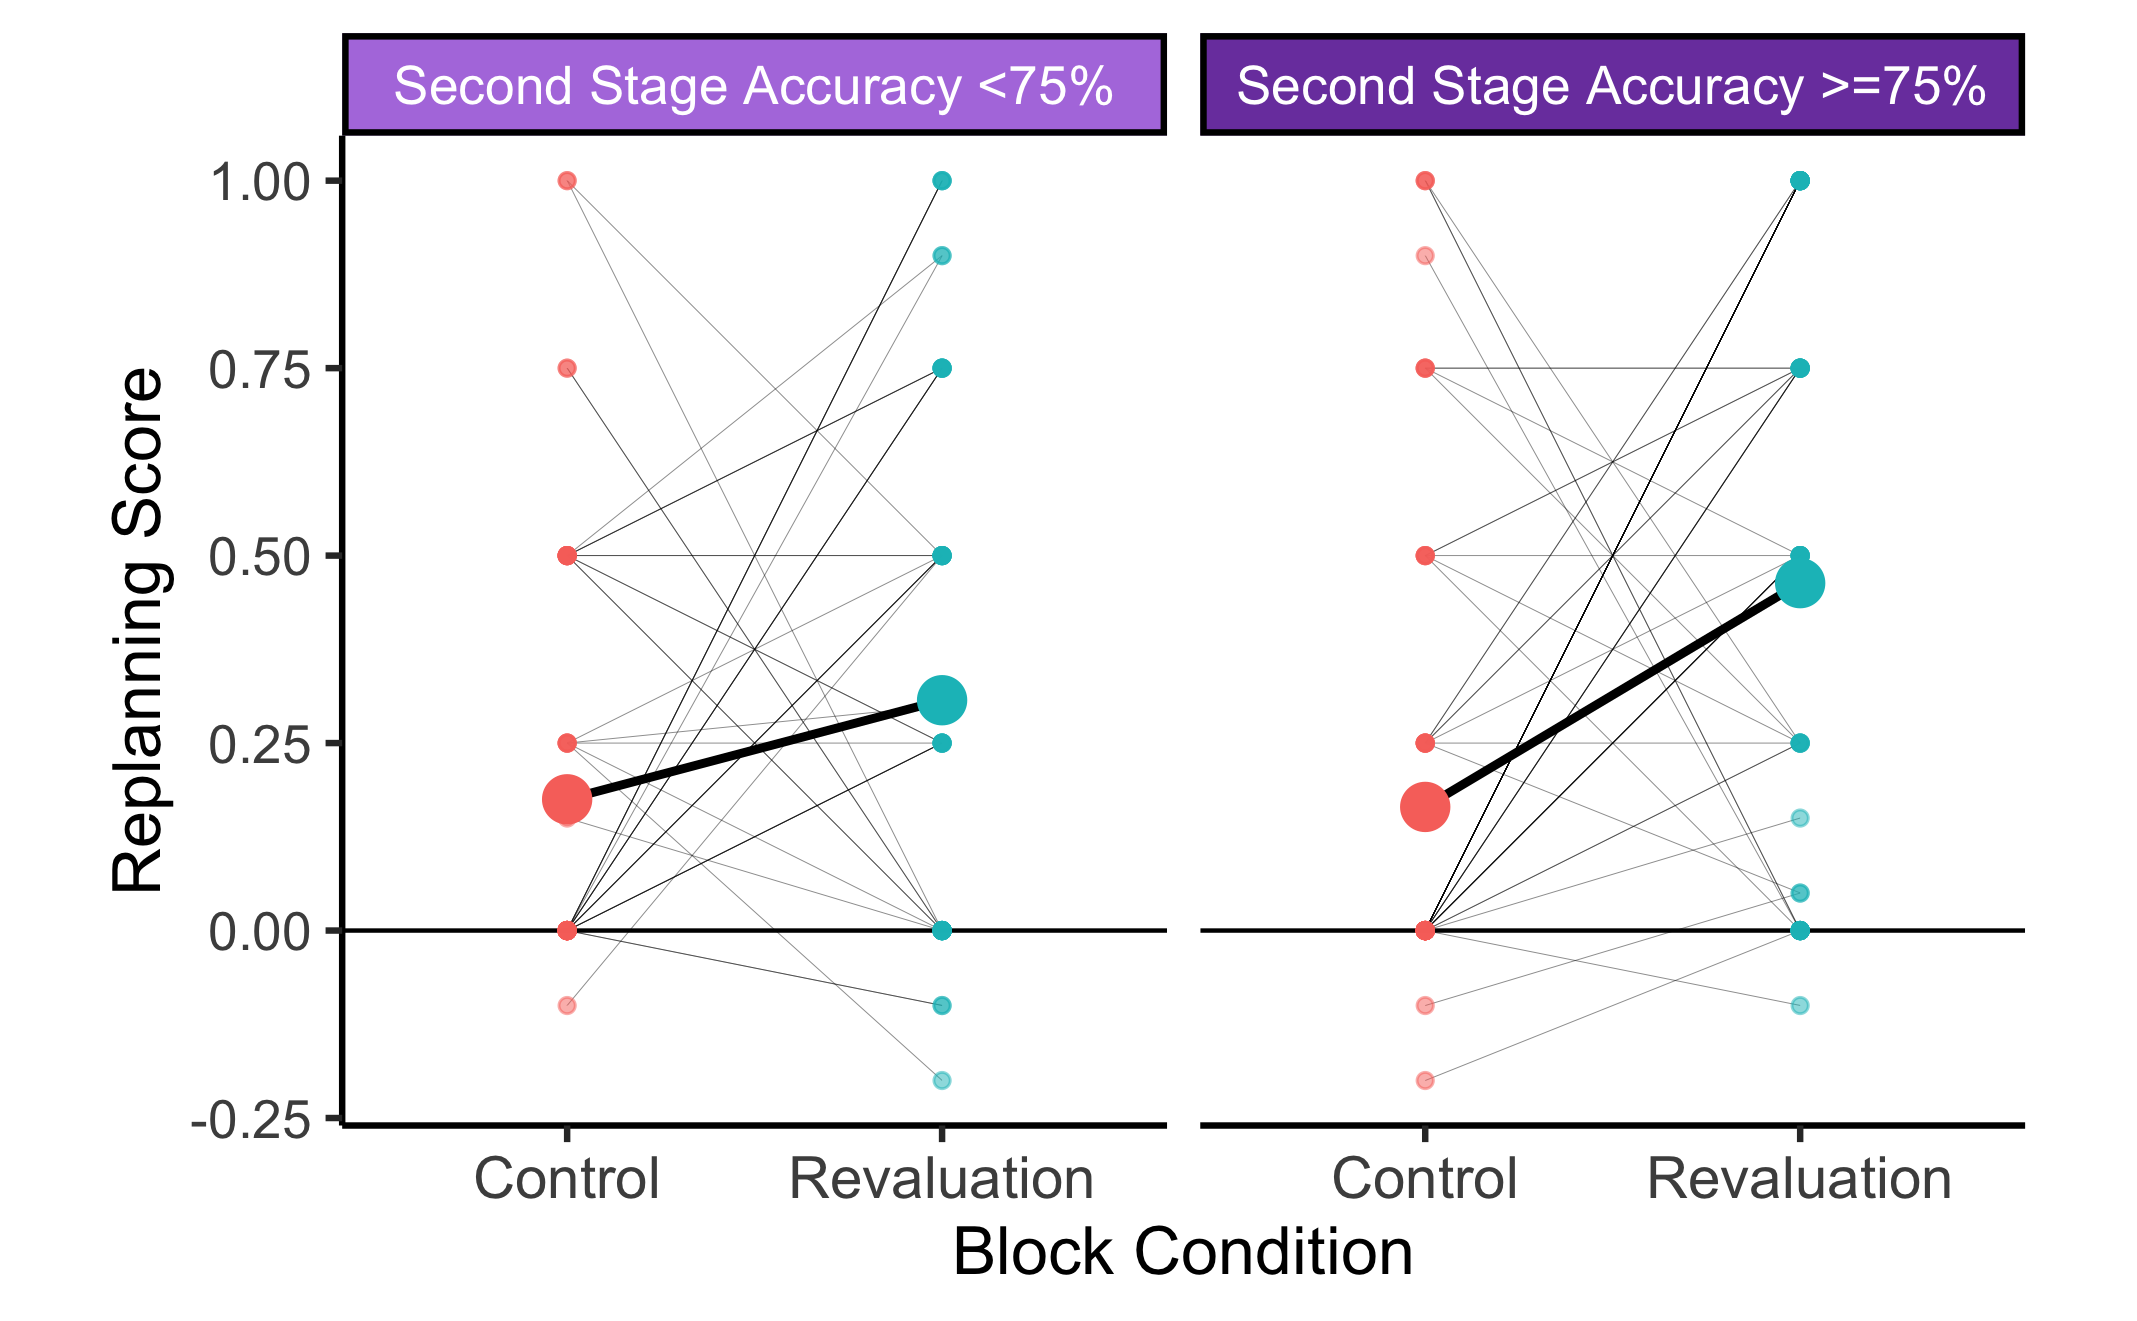 Second Stage Accuracy <75%
Second Stage Accuracy >=75%
Replanning Score
1.00
0.75
0.50
0.25
0.00
-0.25
Control
Revaluation
Control
Revaluation
Block Condition